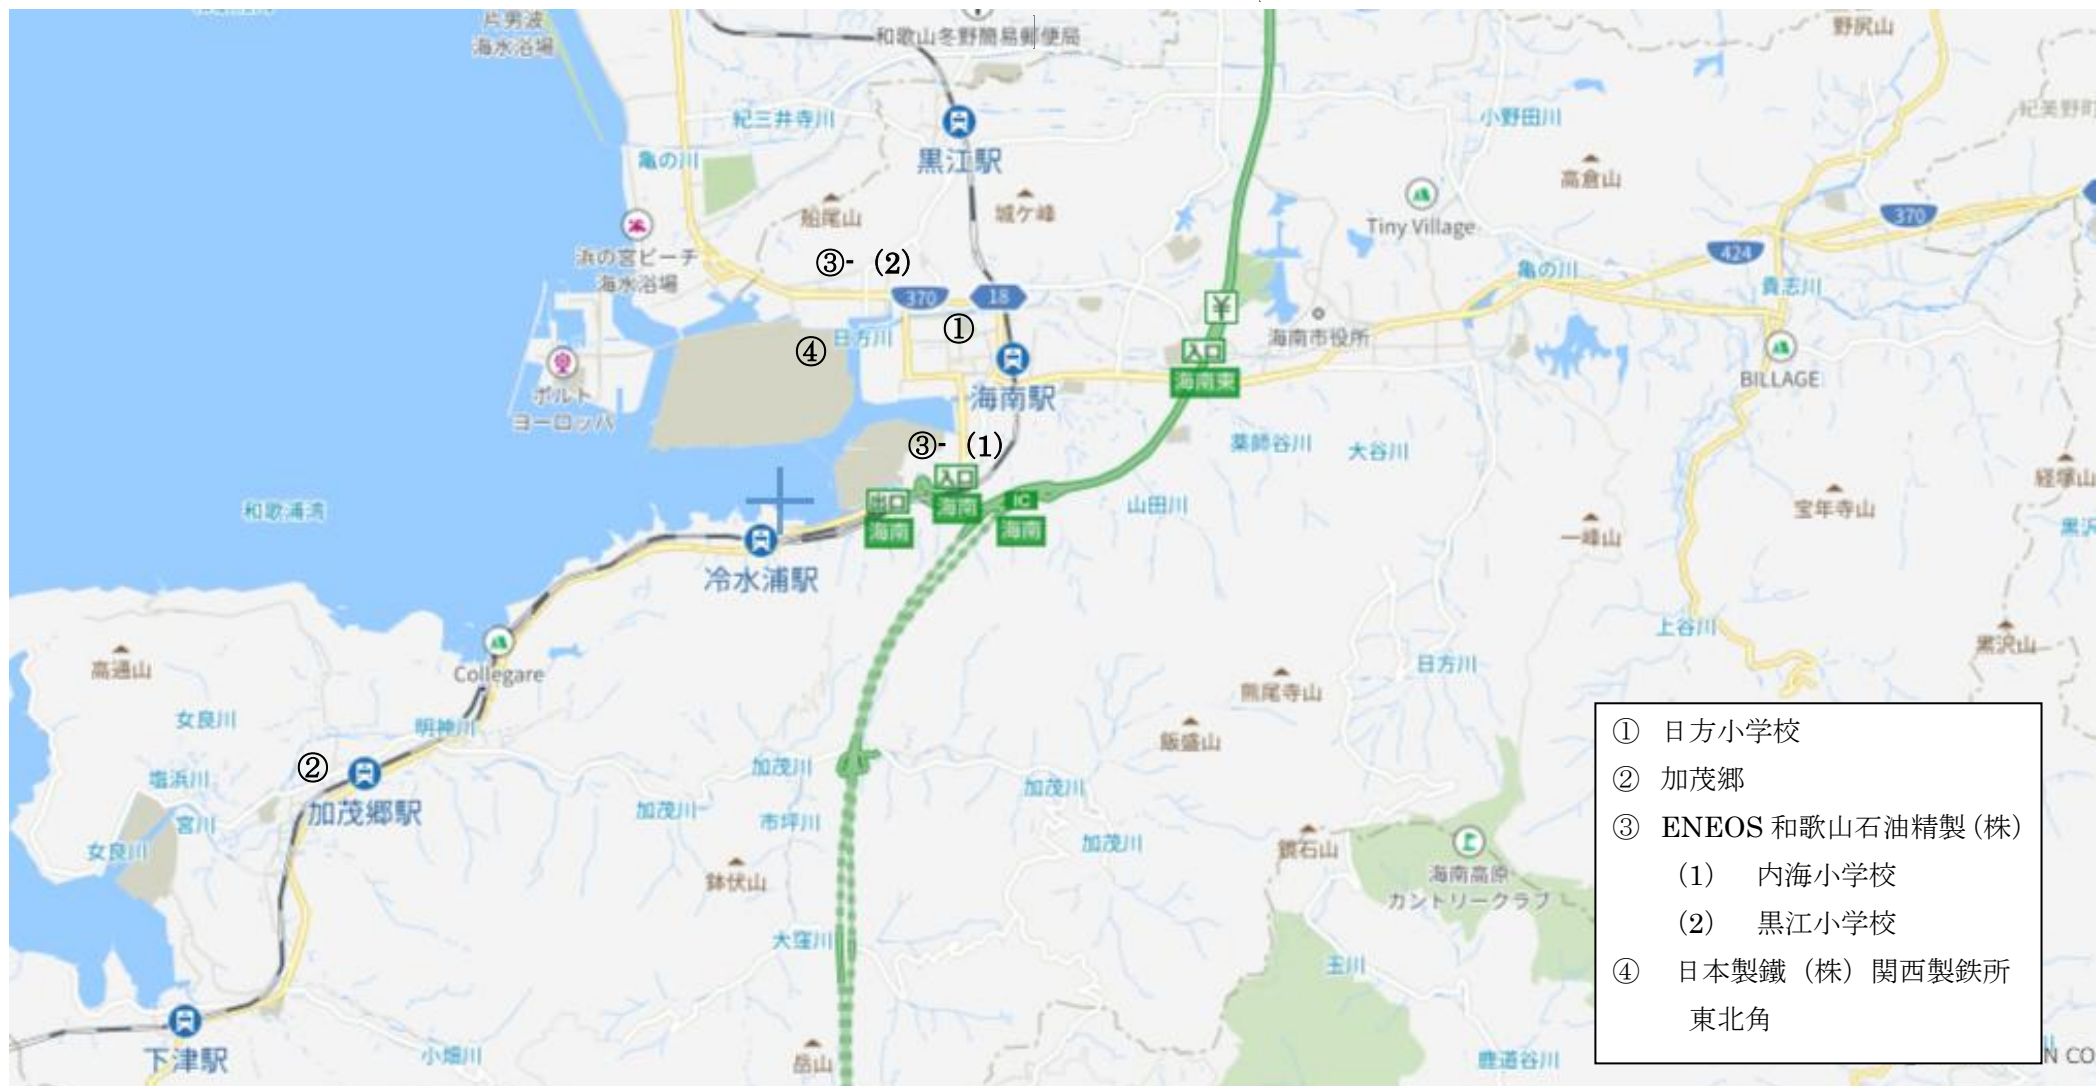 片男波
海水浴場
和歌山冬野簡易郵便局
野尻山
紀三井寺川
小野田川
紀美野町
亀の川
黒江駅
高倉山
船尾山
城ケ峰
Tiny Village
370
浜の宮ビーチ
海水浴場
③-（2）
424
亀の川
貴志川
370
18
¥
①
海南市役所
日方川
④
入口
海南東
BILLAGE
ポルト
ヨーロッパ
海南駅
③-（1）
薬師谷川
大谷川
入口
海南
出口
海南
IC
海南
山田川
経塚山
宝年寺山
和歌浦湾
一峰山
黒沢
冷水浦駅
上谷川
黒沢山
高通山
Collegare
日方川
熊尾寺山
女良川
明神川
飯盛山
②
塩浜川
加茂川
加茂川
加茂郷駅
加茂川
宮川
市坪川
加茂川
女良川
鏡石山
鉢伏山
海南高原
カントリークラブ
大窪川
玉川
下津駅
小畑川
岳山
鹿道谷川
N CO
① 日方小学校
② 加茂郷
③ ENEOS 和歌山石油精製（株）
（1） 内海小学校
（2） 黒江小学校
④ 日本製鐵（株）関西製鉄所
東北角